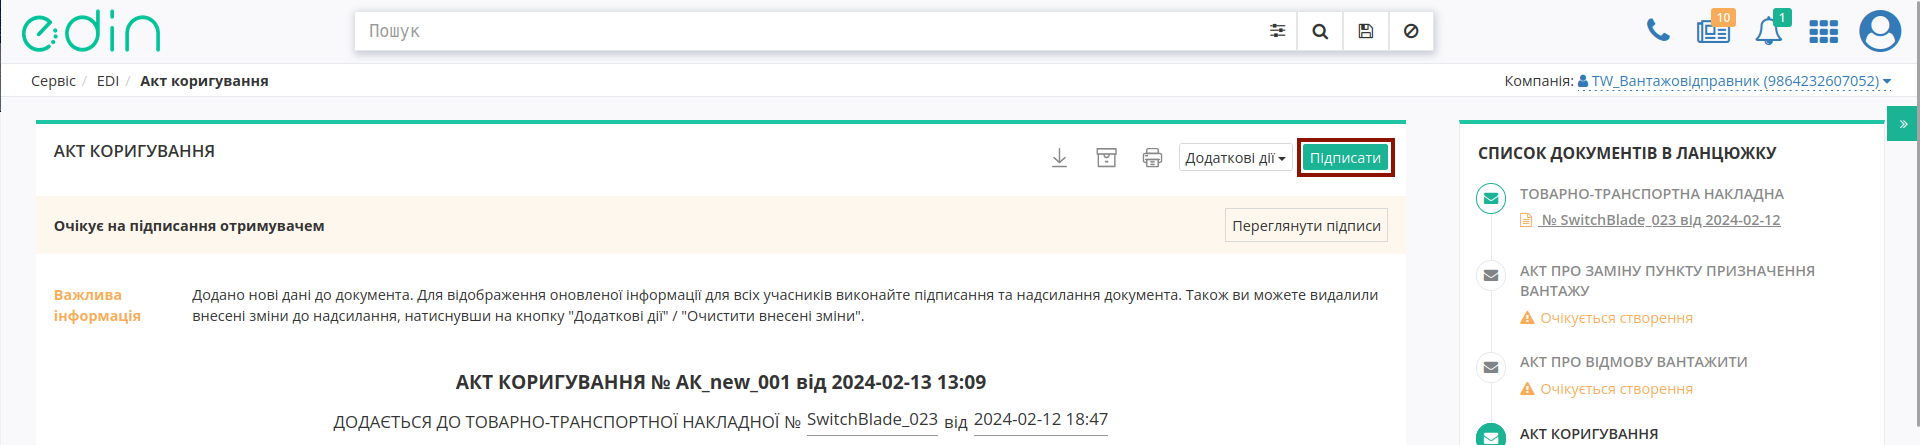 edin
Пошук
10
1
Сервіс / EDI / Акт коригування
Компанія: TW_Вантажовідправник (9864232607052)
АКТ КОРИГУВАННЯ
Додаткові дії
Підписати
Очікує на підписання отримувачем
Переглянути підписи
Важлива
інформація
Додано нові дані до документа. Для відображення оновленої інформації для всіх учасників виконайте підписання та надсилання документа. Також ви можете видалили
внесені зміни до надсилання, натиснувши на кнопку "Додаткові дії" / "Очистити внесені зміни".
АКТ КОРИГУВАННЯ № АК_new_001 від 2024-02-13 13:09
ДОДАЄТЬСЯ ДО ТОВАРНО-ТРАНСПОРТНОЇ НАКЛАДНОЇ № SwitchBlade_023 від 2024-02-12 18:47
»
СПИСОК ДОКУМЕНТІВ В ЛАНЦЮЖКУ
ТОВАРНО-ТРАНСПОРТНА НАКЛАДНА
№ SwitchBlade_023 від 2024-02-12
АКТ ПРО ЗАМІНУ ПУНКТУ ПРИЗНАЧЕННЯ
ВАНТАЖУ
Очікується створення
АКТ ПРО ВІДМОВУ ВАНТАЖИТИ
Очікується створення
АКТ КОРИГУВАННЯ